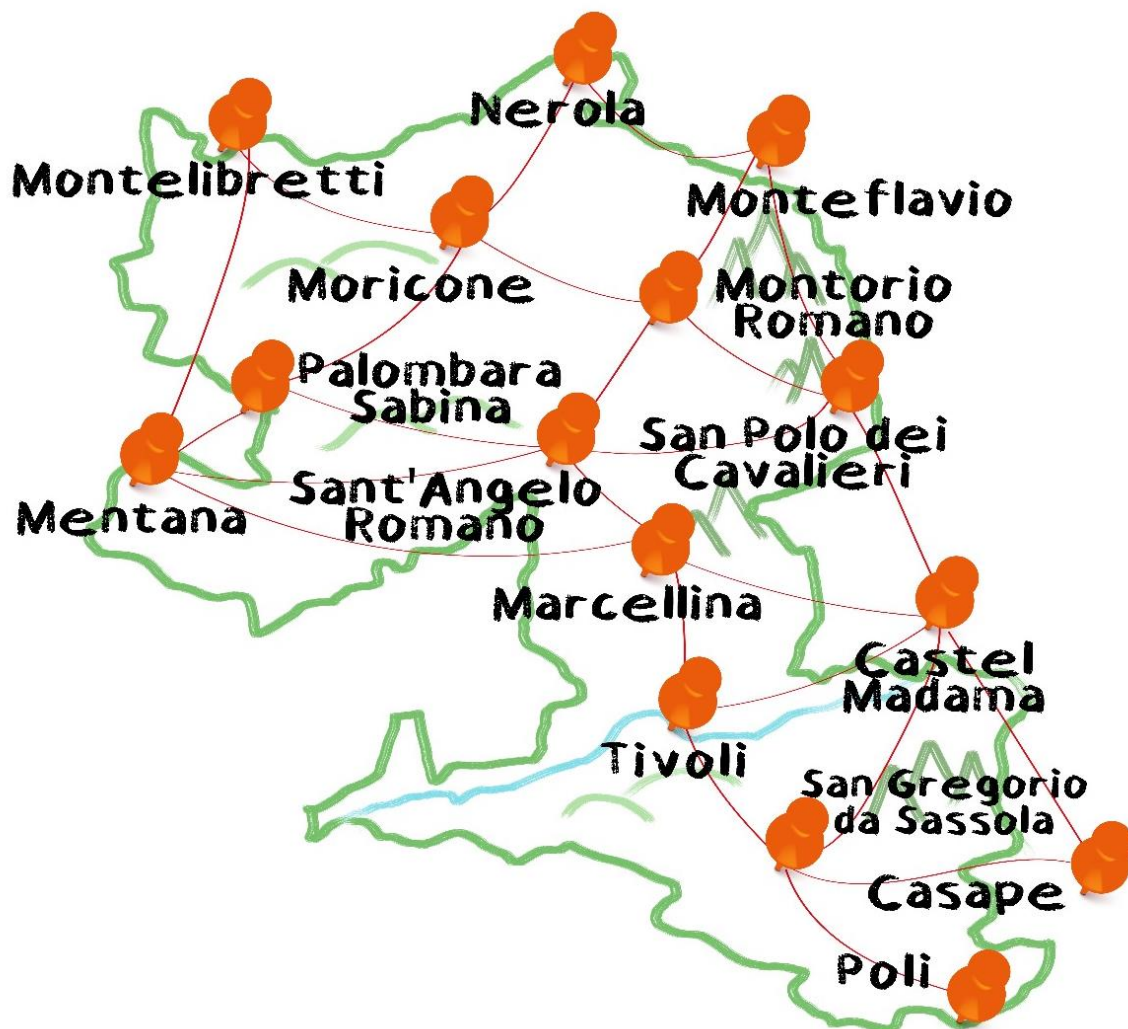 Nerola
Montelibretti
Monteflavio
Moricone
Montorio
Romano
Palombara
Sabina
San Polo dei
Cavalieri
Mentana
Sant'Angelo
Romano
Marcellina
Castel
Madama
Tivoli
San Gregorio
da Sassola
Casape
Poli